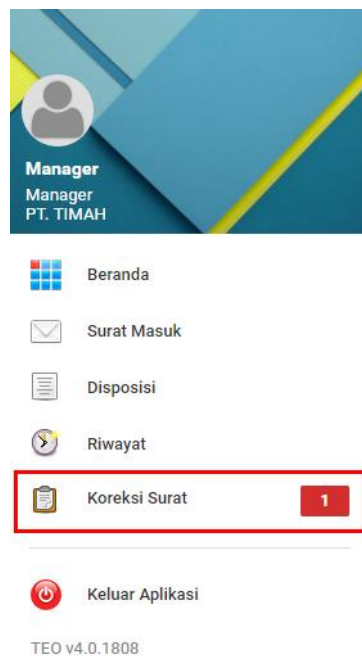 Manager
Manager
PT. TIMAH
Beranda
Surat Masuk
Disposisi
Riwayat
Koreksi Surat 1
Keluar Aplikasi
TEO v4.0.1808